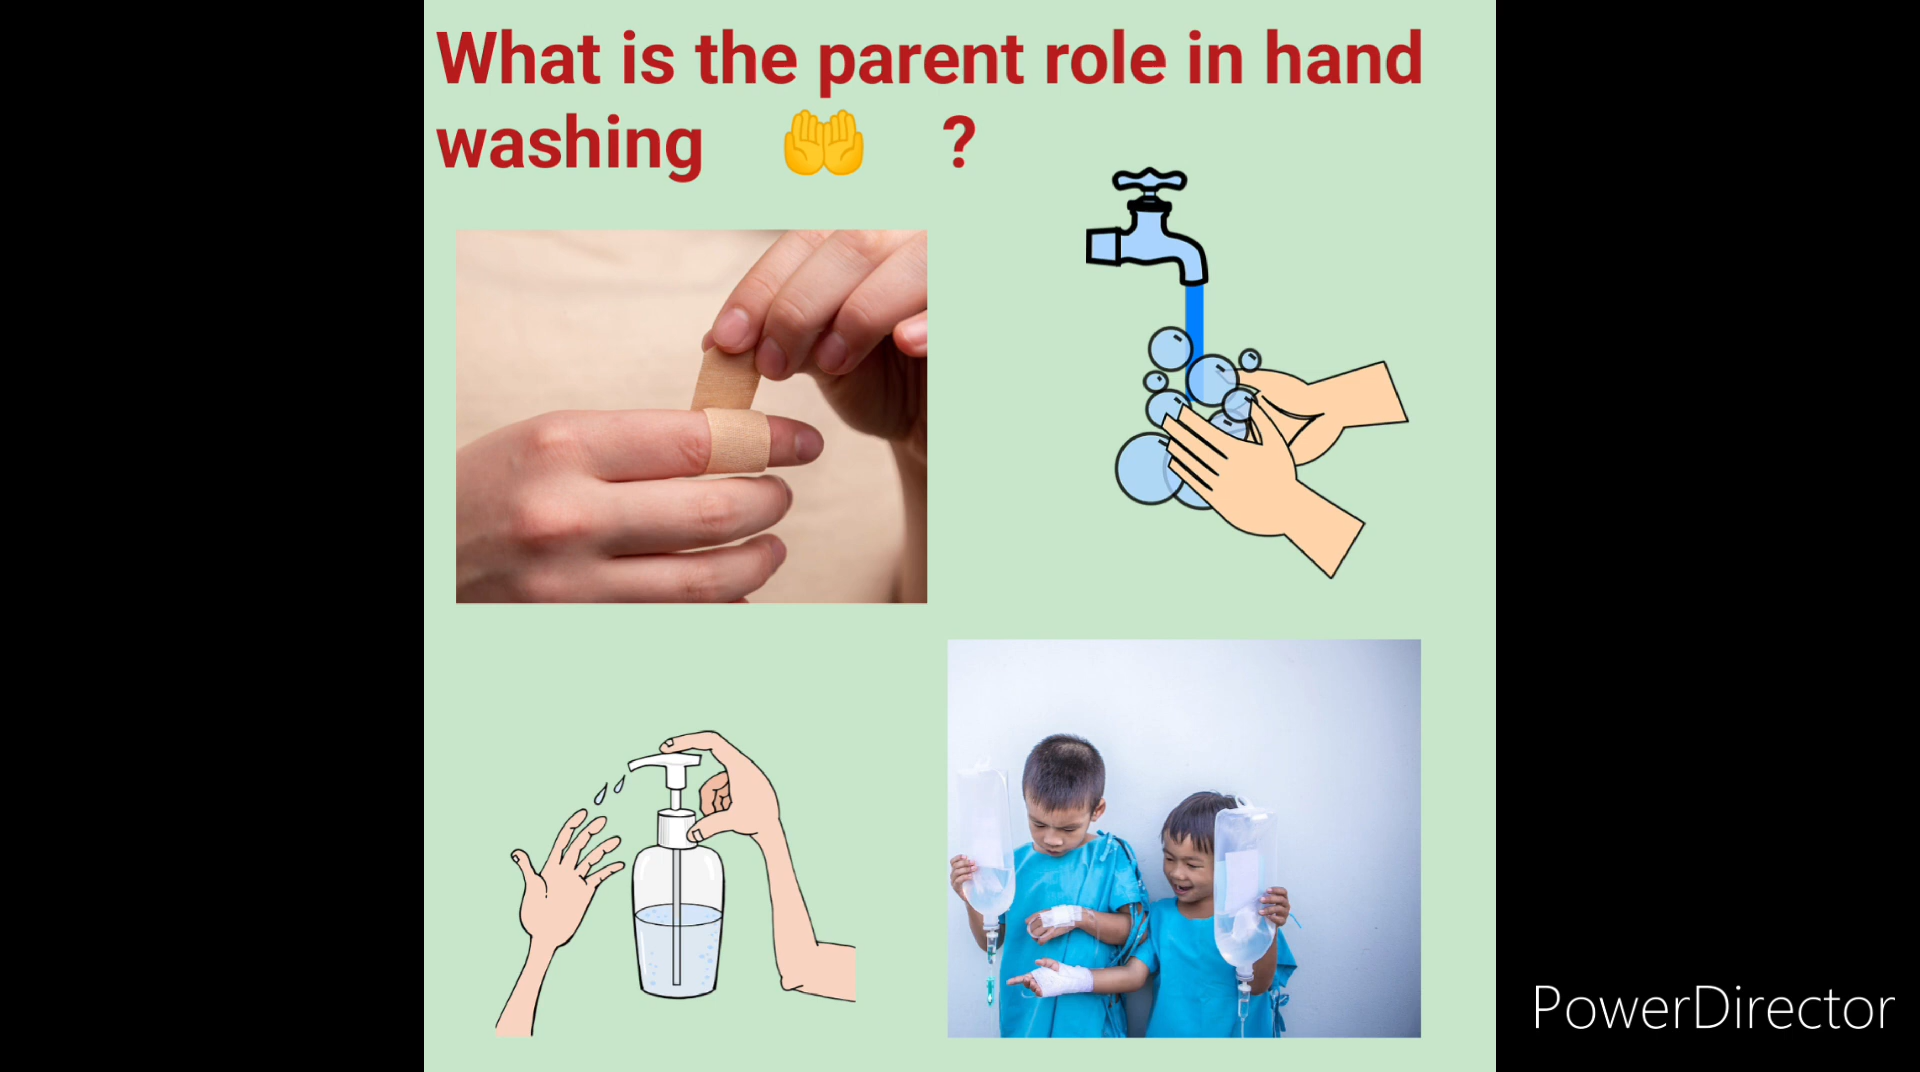 What is the parent role in hand
washing 🤲 ?
PowerDirector